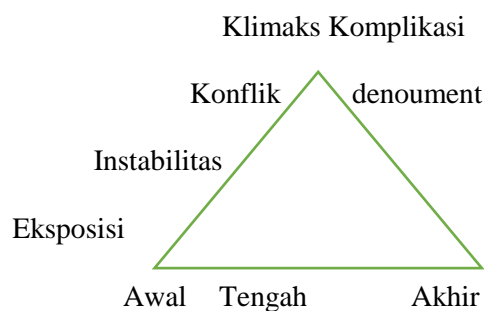 Klimaks Komplikasi
Konflik denoument
Instabilitas
Eksposisi
Awal Tengah Akhir